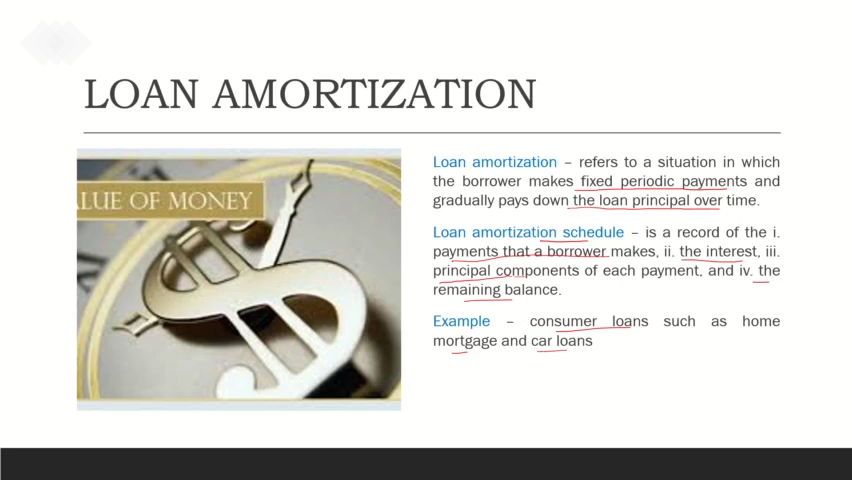 LOAN AMORTIZATION
ALUE OF MONEY
Loan amortization – refers to a situation in which
the borrower makes fixed periodic payments and
gradually pays down the loan principal over time.
Loan amortization schedule – is a record of the i.
payments that a borrower makes, ii. the interest, iii.
principal components of each payment, and iv. the
remaining balance.
Example – consumer loans such as home
mortgage and car loans